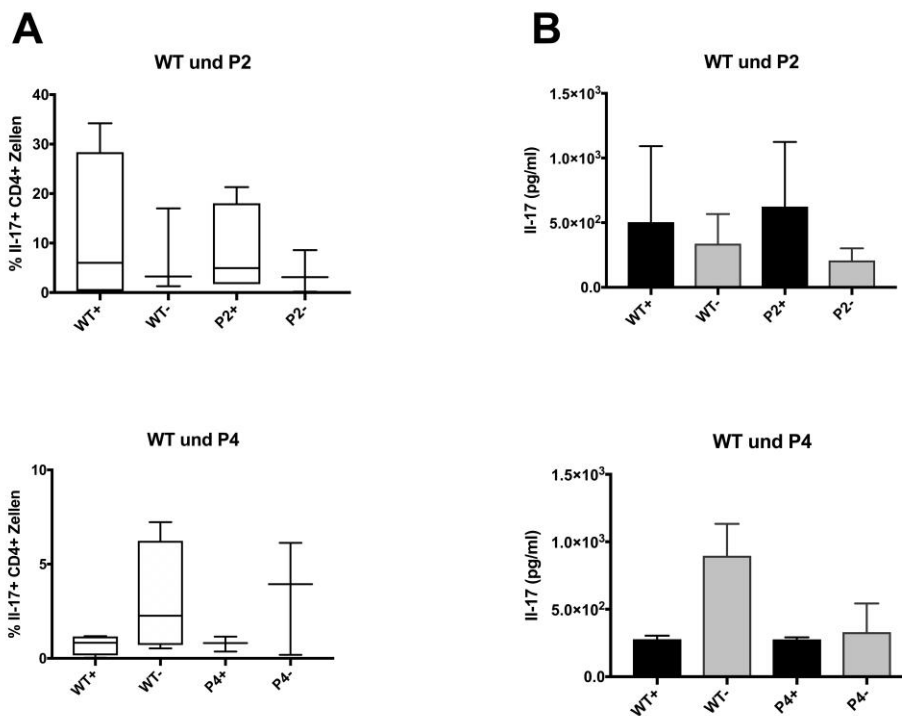 A
B
WT und P2
% Il-17+ CD4+ Zellen
40
30
20
10
0
WT+
WT-
P2+
P2-
WT und P2
Il-17 (pg/ml)
1.5×10³
1.0×10³
5.0×10²
0.0
WT+
WT-
P2+
P2-
WT und P4
% Il-17+ CD4+ Zellen
10
5
0
WT+
WT-
P4+
P4-
WT und P4
Il-17 (pg/ml)
1.5×10³
1.0×10³
5.0×10²
0.0
WT+
WT-
P4+
P4-